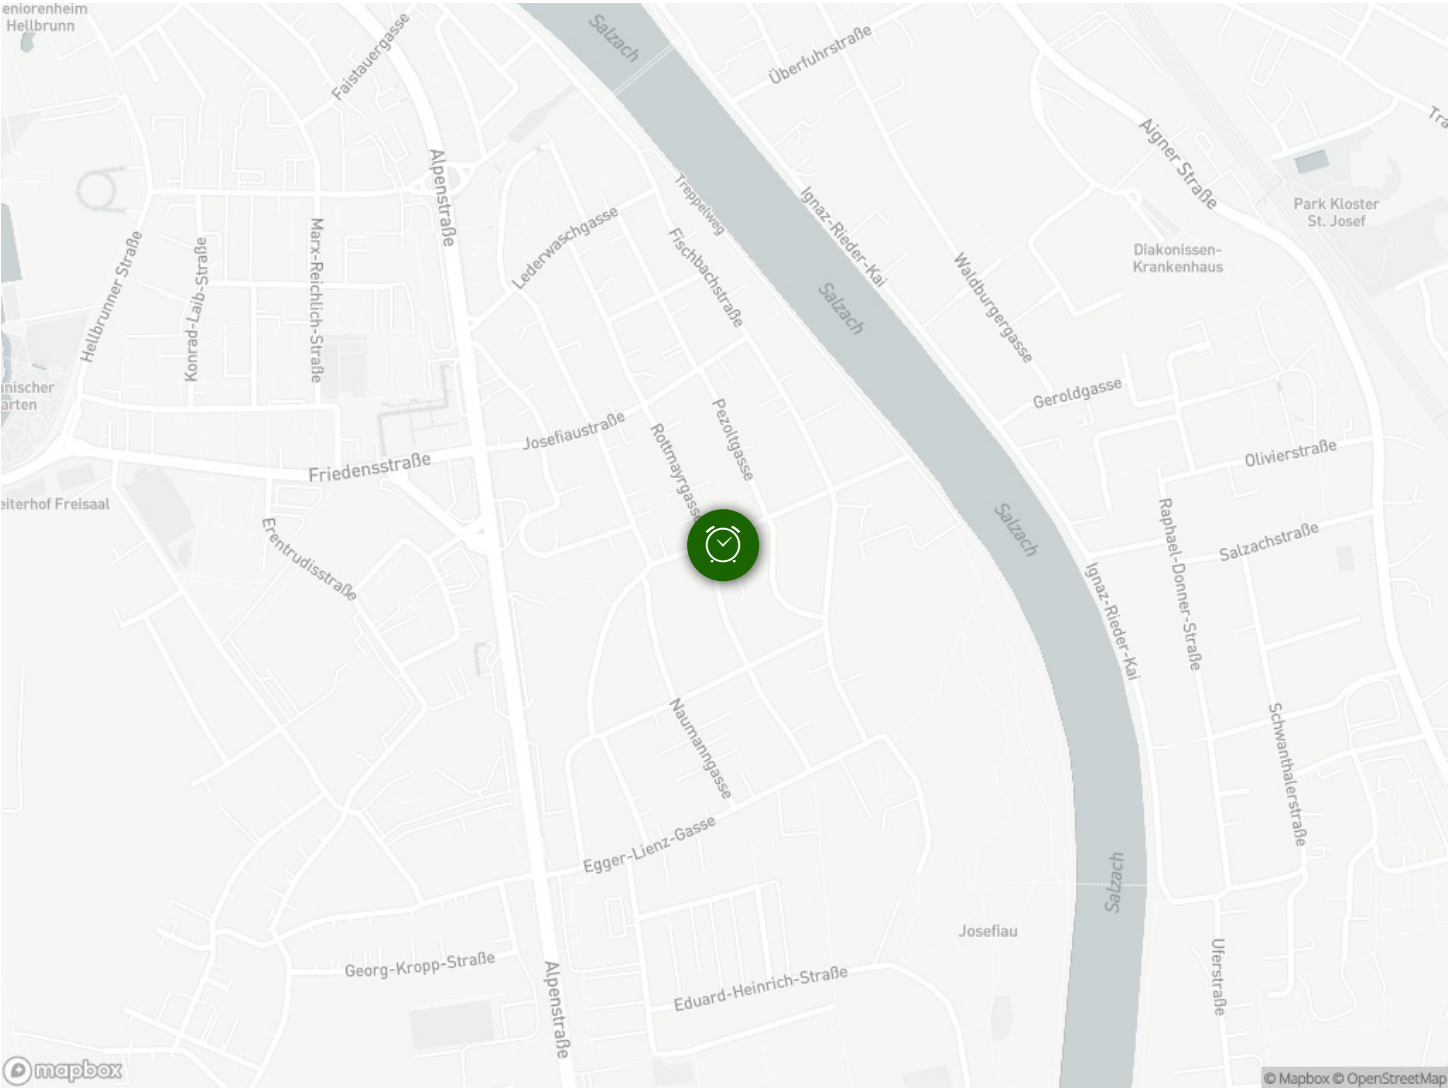 eniorenheim
Hellbrunn
Faistauergasse
Salzach
Überfuhrstraße
Aigner Straße
Tra
Alpenstraße
Treppelweg
Ignaz-Rieder-Kai
Park Kloster
St. Josef
Lederwaschgasse
Fischbachstraße
Marx-Reichlich-Straße
Konrad-Laib-Straße
Hellbrunner Straße
Diakonissen-
Krankenhaus
Waldburgergasse
Salzach
anischer
arten
Geroldgasse
Josefiaustraße
Pezoltgasse
Rottmayrgasse
Friedensstraße
Olivierstraße
eiterhof Freisaal
Erentrudisstraße
Salzach
Raphael-Donner-Straße
Salzachstraße
Ignaz-Rieder-Kai
Naumanngasse
Schwanthalerstraße
Egger-Lienz-Gasse
Salzach
Josefiau
Georg-Kropp-Straße
Eduard-Heinrich-Straße
Alpenstraße
Uferstraße
mapbox
© Mapbox © OpenStreetMap